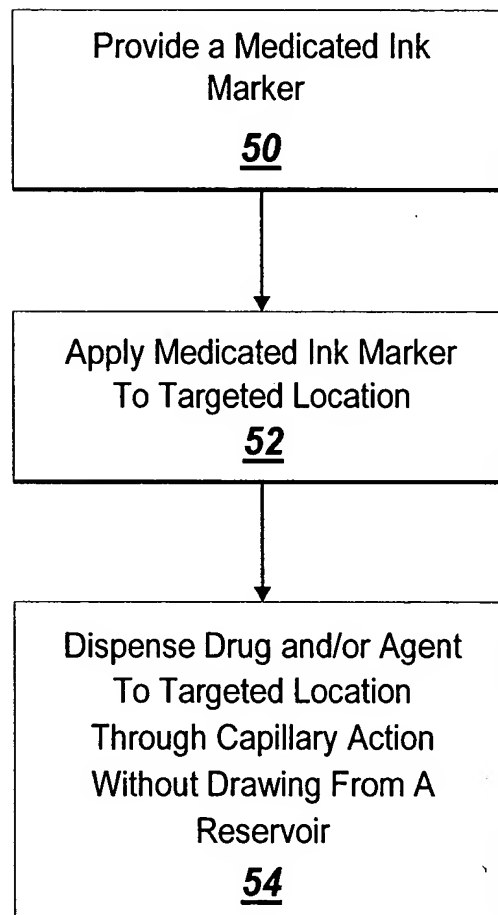 Provide a Medicated Ink
Marker
50
Apply Medicated Ink Marker
To Targeted Location
52
Dispense Drug and/or Agent
To Targeted Location
Through Capillary Action
Without Drawing From A
Reservoir
54